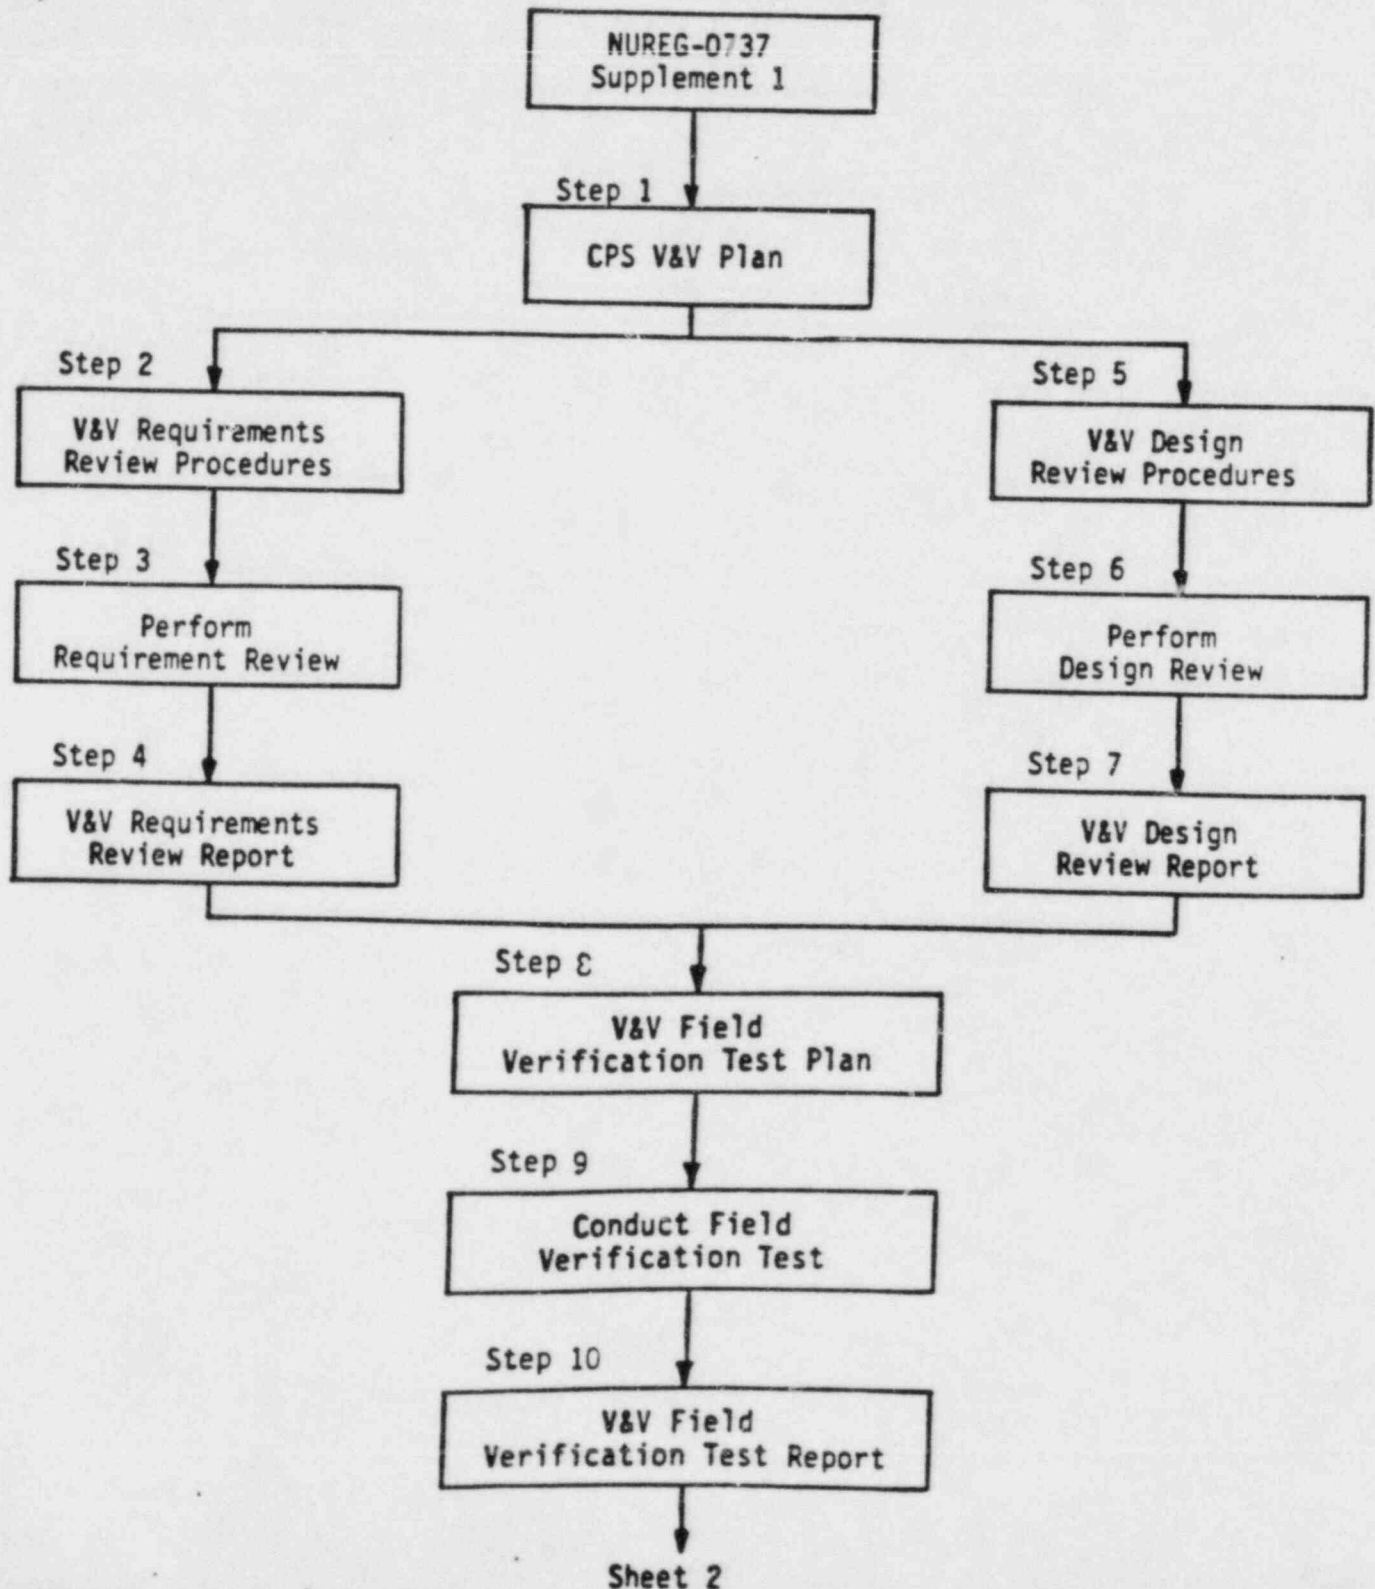 NUREG-0737
Supplement 1
Step 1
CPS V&V Plan
Step 2
V&V Requirements
Review Procedures
Step 3
Perform
Requirement Review
Step 4
V&V Requirements
Review Report
Step 5
V&V Design
Review Procedures
Step 6
Perform
Design Review
Step 7
V&V Design
Review Report
Step 8
V&V Field
Verification Test Plan
Step 9
Conduct Field
Verification Test
Step 10
V&V Field
Verification Test Report
Sheet 2